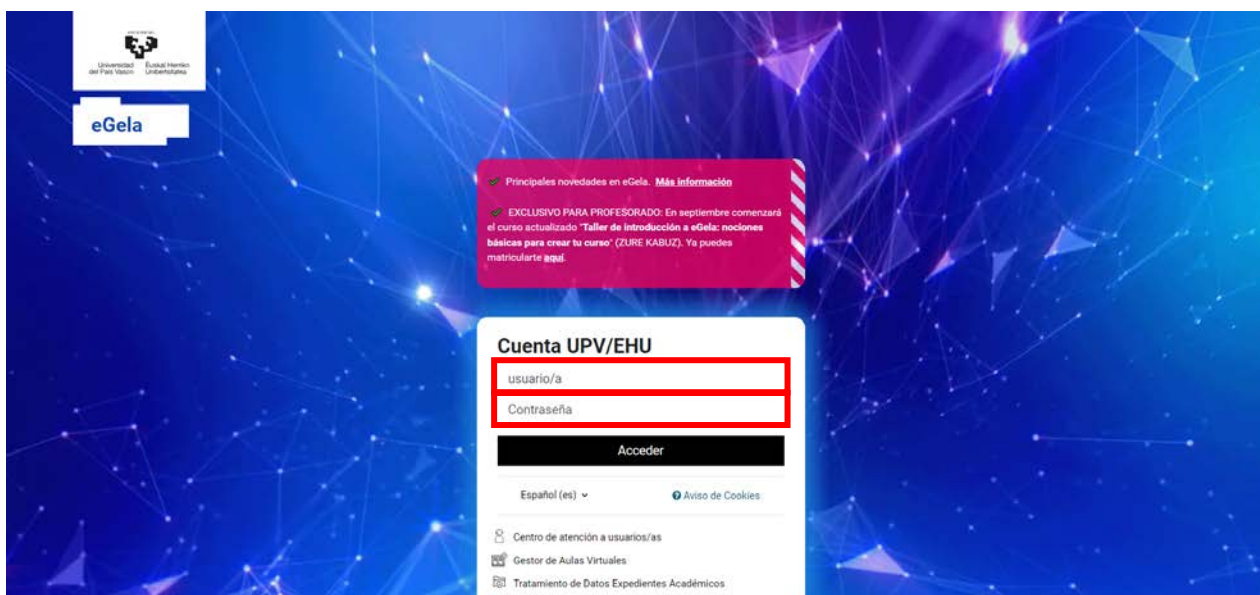 Universidad
del País Vasco
Euskal Herriko
Unibertsitatea
eGela
Principales novedades en eGela. Más información
EXCLUSIVO PARA PROFESORADO: En septiembre comenzará
el curso actualizado "Taller de introducción a eGela: nociones
básicas para crear tu curso" (ZURE KABUZ). Ya puedes
matricularte aquí.
Cuenta UPV/EHU
usuario/a
Contraseña
Acceder
Español (es)
Aviso de Cookies
Centro de atención a usuarios/as
Gestor de Aulas Virtuales
Tratamiento de Datos Expedientes Académicos